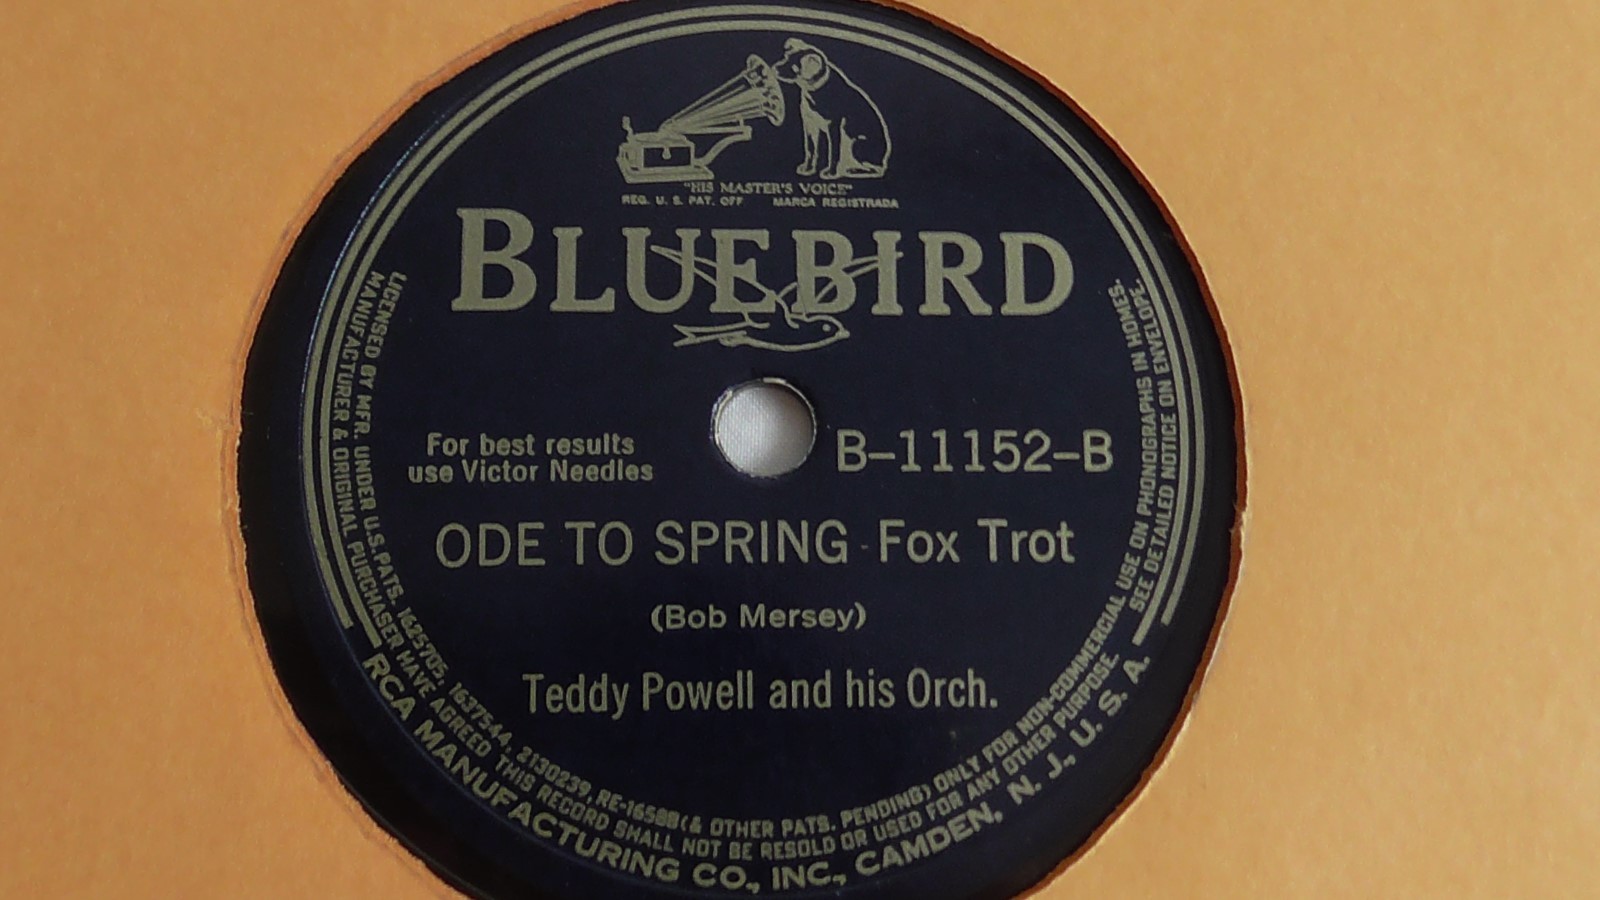 "HIS MASTER'S VOICE"
REG. U. S. PAT. OFF MARCA REGISTRADA
BLUEBIRD
For best results
use Victor Needles
B–11152–B
ODE TO SPRING - Fox Trot
(Bob Mersey)
Teddy Powell and his Orch.
LICENSED BY MFR. UNDER U.S.PATS. 1625705, 1637544, 2130239, RE-16588 (& OTHER PATS. PENDING) ONLY FOR NON-COMMERCIAL USE ON PHONOGRAPHS IN HOMES.
MANUFACTURER & ORIGINAL PURCHASER HAVE AGREED THIS RECORD SHALL NOT BE RESOLD OR USED FOR ANY OTHER PURPOSE. SEE DETAILED NOTICE ON ENVELOPE.
RCA MANUFACTURING CO., INC., CAMDEN, N. J., U. S. A.